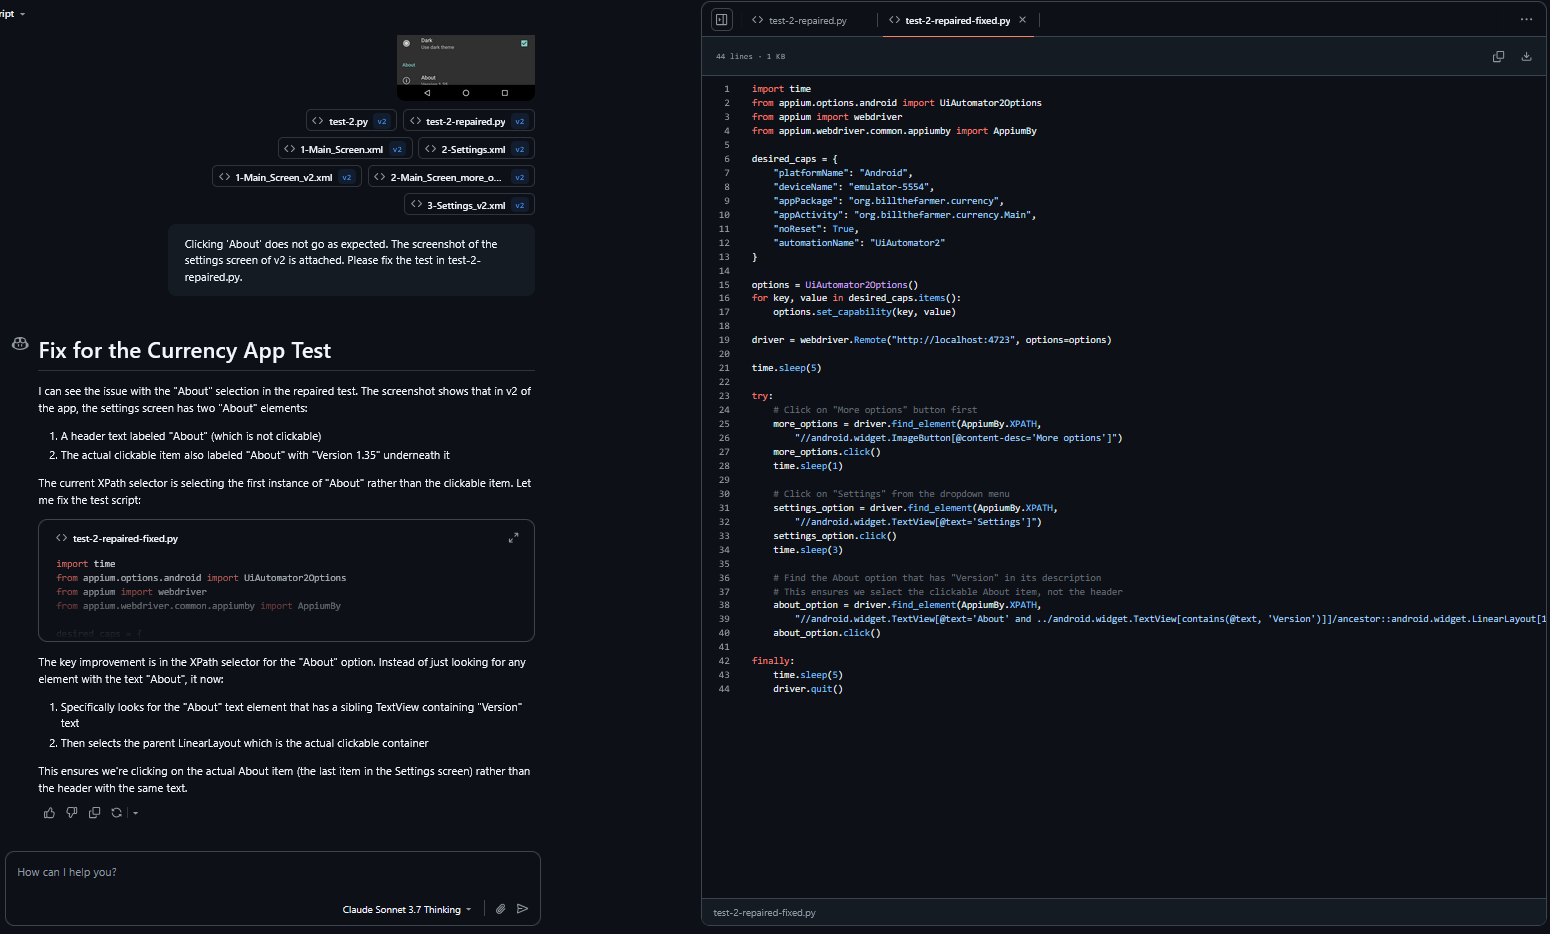 ript
Dark
Use dark theme
About
About
test-2.py v2
test-2-repaired.py v2
1-Main_Screen.xml v2
2-Settings.xml v2
1-Main_Screen_v2.xml v2
2-Main_Screen_more_o... v2
3-Settings_v2.xml v2
Clicking 'About' does not go as expected. The screenshot of the
settings screen of v2 is attached. Please fix the test in test-2-
repaired.py.
Fix for the Currency App Test
I can see the issue with the "About" selection in the repaired test. The screenshot shows that in v2 of
the app, the settings screen has two "About" elements:
1. A header text labeled "About" (which is not clickable)
2. The actual clickable item also labeled "About" with "Version 1.35" underneath it
The current XPath selector is selecting the first instance of "About" rather than the clickable item. Let
me fix the test script:
test-2-repaired-fixed.py
import time
from appium.options.android import UiAutomator2Options
from appium import webdriver
from appium.webdriver.common.appiumby import AppiumBy
desired_caps = {
The key improvement is in the XPath selector for the "About" option. Instead of just looking for any
element with the text "About", it now:
1. Specifically looks for the "About" text element that has a sibling TextView containing "Version"
text
2. Then selects the parent LinearLayout which is the actual clickable container
This ensures we're clicking on the actual About item (the last item in the Settings screen) rather than
the header with the same text.
How can I help you?
Claude Sonnet 3.7 Thinking
test-2-repaired.py
test-2-repaired-fixed.py
44 lines · 1 KB
1 import time
2 from appium.options.android import UiAutomator2Options
3 from appium import webdriver
4 from appium.webdriver.common.appiumby import AppiumBy
5
6 desired_caps = {
7 "platformName": "Android",
8 "deviceName": "emulator-5554",
9 "appPackage": "org.billthefarmer.currency",
10 "appActivity": "org.billthefarmer.currency.Main",
11 "noReset": True,
12 "automationName": "UiAutomator2"
13 }
14
15 options = UiAutomator2Options()
16 for key, value in desired_caps.items():
17 options.set_capability(key, value)
18
19 driver = webdriver.Remote("http://localhost:4723", options=options)
20
21 time.sleep(5)
22
23 try:
24 # Click on "More options" button first
25 more_options = driver.find_element(AppiumBy.XPATH,
26 "//android.widget.ImageButton[@content-desc='More options']")
27 more_options.click()
28 time.sleep(1)
29
30 # Click on "Settings" from the dropdown menu
31 settings_option = driver.find_element(AppiumBy.XPATH,
32 "//android.widget.TextView[@text='Settings']")
33 settings_option.click()
34 time.sleep(3)
35
36 # Find the About option that has "Version" in its description
37 # This ensures we select the clickable About item, not the header
38 about_option = driver.find_element(AppiumBy.XPATH,
39 "//android.widget.TextView[@text='About' and ../android.widget.TextView[contains(@text, 'Version')]]/ancestor::android.widget.LinearLayout[1
40 about_option.click()
41
42 finally:
43 time.sleep(5)
44 driver.quit()
test-2-repaired-fixed.py